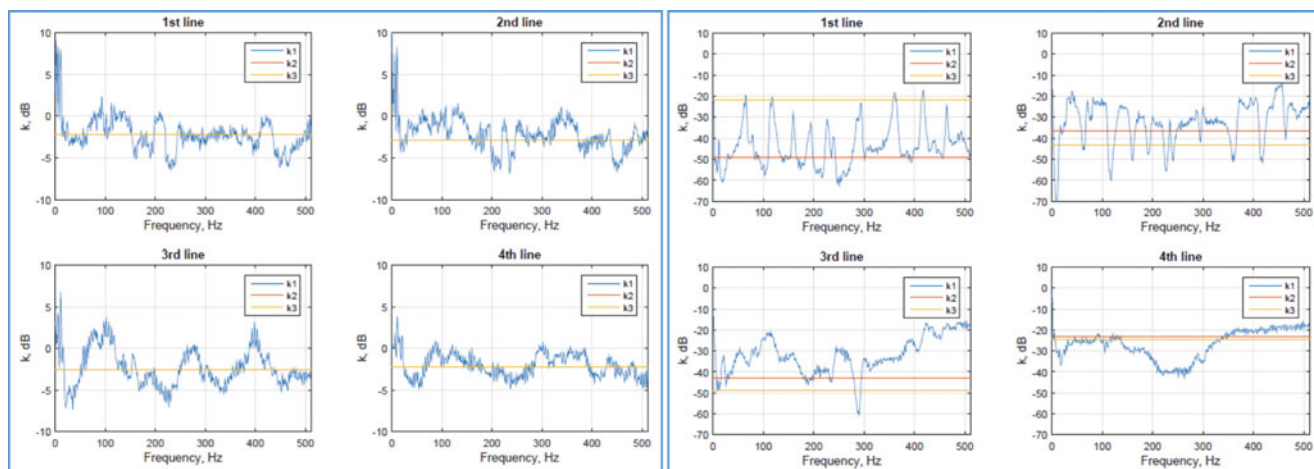 1st line
10
5
0
-5
-10
k, dB
0 100 200 300 400 500
Frequency, Hz
k1
k2
k3
2nd line
10
5
0
-5
-10
k, dB
0 100 200 300 400 500
Frequency, Hz
k1
k2
k3
3rd line
10
5
0
-5
-10
k, dB
0 100 200 300 400 500
Frequency, Hz
k1
k2
k3
4th line
10
5
0
-5
-10
k, dB
0 100 200 300 400 500
Frequency, Hz
k1
k2
k3
1st line
10
0
-10
-20
-30
-40
-50
-60
-70
k, dB
0 100 200 300 400 500
Frequency, Hz
k1
k2
k3
2nd line
10
0
-10
-20
-30
-40
-50
-60
-70
k, dB
0 100 200 300 400 500
Frequency, Hz
k1
k2
k3
3rd line
10
0
-10
-20
-30
-40
-50
-60
-70
k, dB
0 100 200 300 400 500
Frequency, Hz
k1
k2
k3
4th line
10
0
-10
-20
-30
-40
-50
-60
-70
k, dB
0 100 200 300 400 500
Frequency, Hz
k1
k2
k3